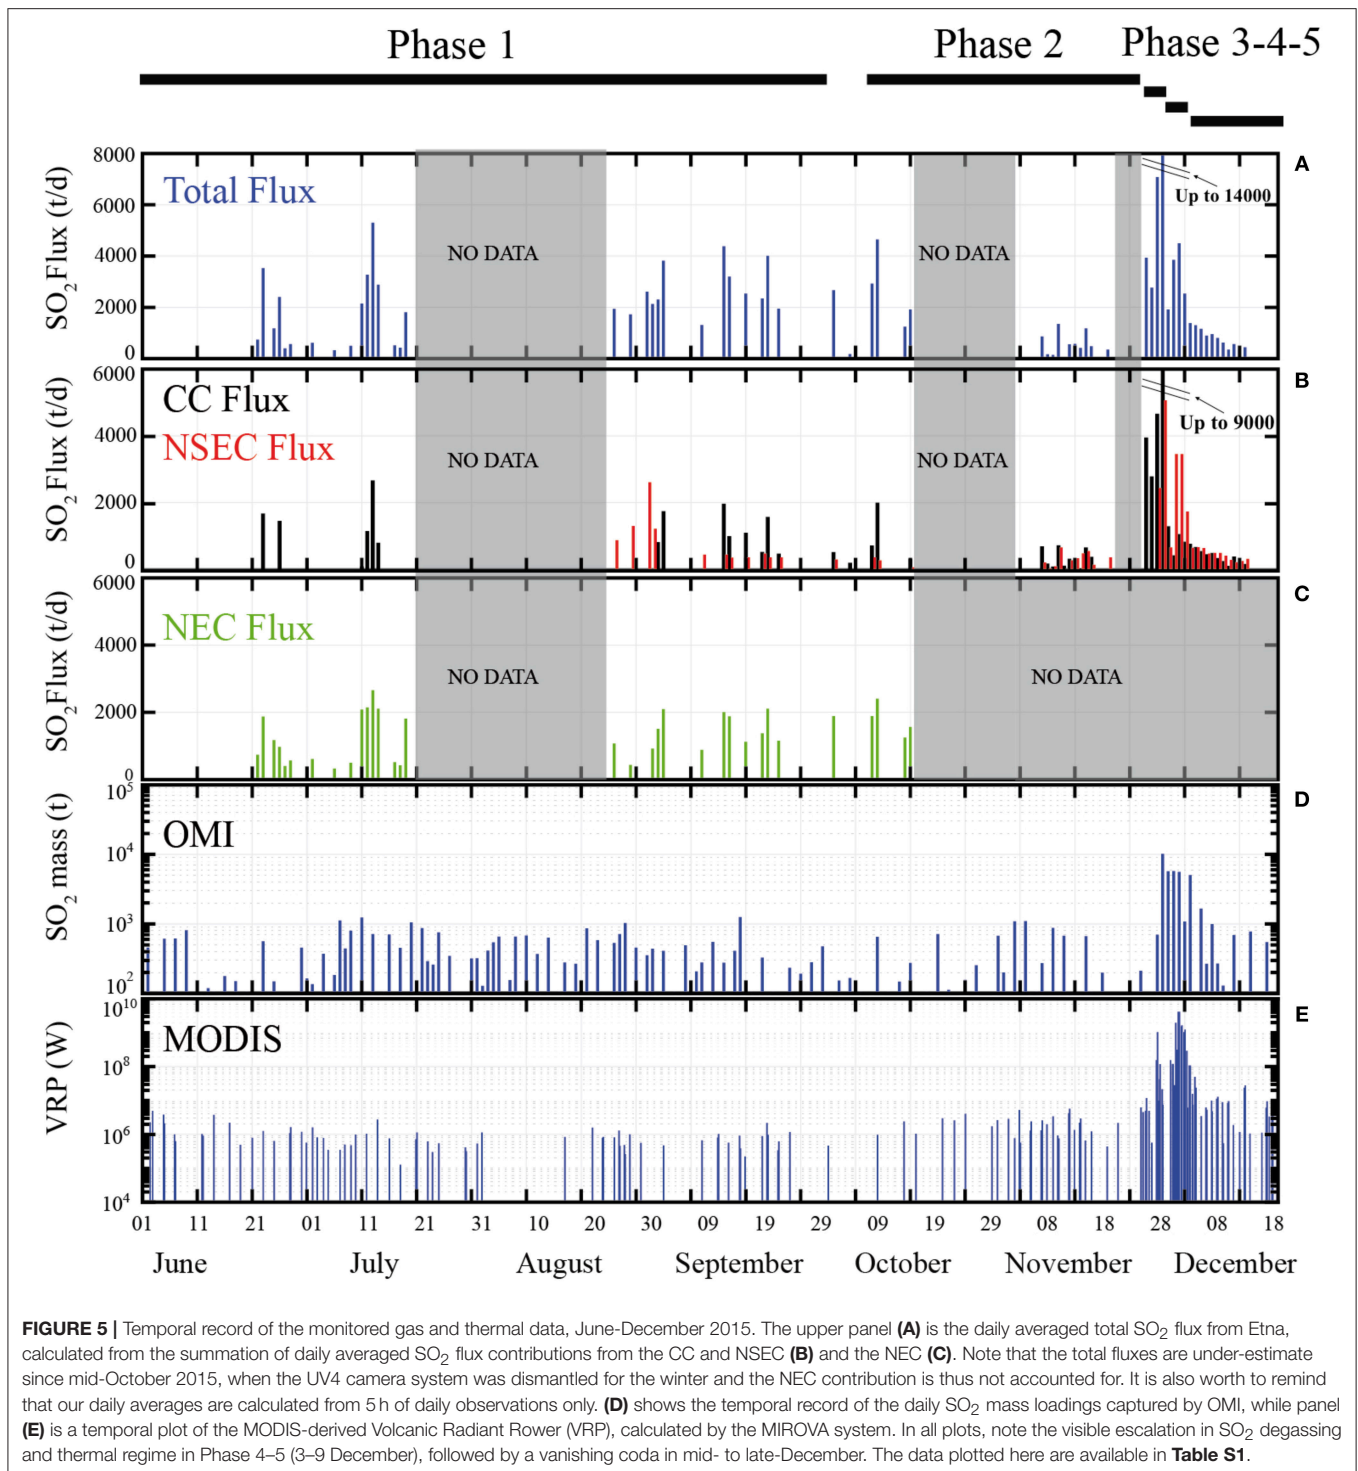 Phase 1
Phase 2
Phase 3-4-5
8000
6000
4000
2000
0
SO2 Flux (t/d)
Total Flux
NO DATA
NO DATA
Up to 14000
A
6000
4000
2000
0
SO2 Flux (t/d)
CC Flux
NSEC Flux
NO DATA
NO DATA
Up to 9000
B
6000
4000
2000
0
SO2 Flux (t/d)
NEC Flux
NO DATA
NO DATA
C
10^5
10^4
10^3
10^2
SO2 mass (t)
OMI
D
10^10
10^8
10^6
10^4
VRP (W)
MODIS
E
01 11 21 01 11 21 31 10 20 30 09 19 29 09 19 29 08 18 28 08 18
June July August September October November December
FIGURE 5 | Temporal record of the monitored gas and thermal data, June-December 2015. The upper panel (A) is the daily averaged total SO2 flux from Etna,
calculated from the summation of daily averaged SO2 flux contributions from the CC and NSEC (B) and the NEC (C). Note that the total fluxes are under-estimate
since mid-October 2015, when the UV4 camera system was dismantled for the winter and the NEC contribution is thus not accounted for. It is also worth to remind
that our daily averages are calculated from 5 h of daily observations only. (D) shows the temporal record of the daily SO2 mass loadings captured by OMI, while panel
(E) is a temporal plot of the MODIS-derived Volcanic Radiant Rower (VRP), calculated by the MIROVA system. In all plots, note the visible escalation in SO2 degassing
and thermal regime in Phase 4–5 (3–9 December), followed by a vanishing coda in mid- to late-December. The data plotted here are available in Table S1.